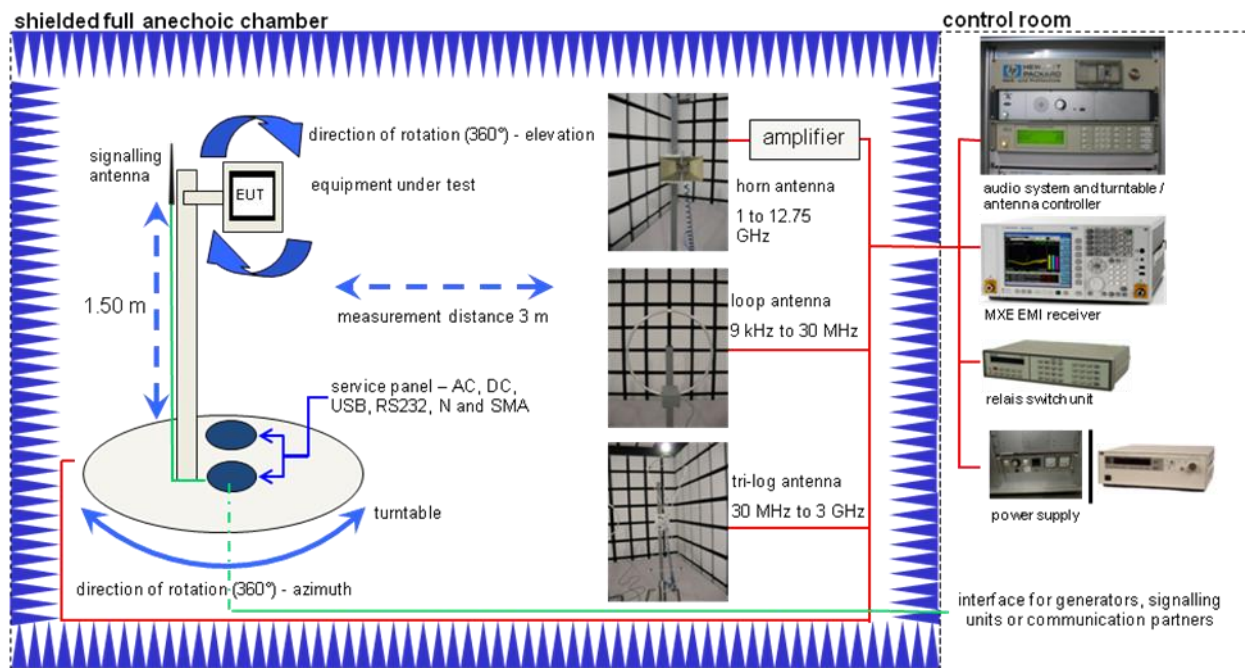 shielded full anechoic chamber
control room
direction of rotation (360°) - elevation
signalling
antenna
EUT
equipment under test
1.50 m
measurement distance 3 m
service panel – AC, DC,
USB, RS232, N and SMA
turntable
direction of rotation (360°) - azimuth
amplifier
horn antenna
1 to 12.75
GHz
loop antenna
9 kHz to 30 MHz
tri-log antenna
30 MHz to 3 GHz
HEWLETT
PACKARD
audio system and turntable /
antenna controller
MXE EMI receiver
relais switch unit
power supply
interface for generators, signalling
units or communication partners